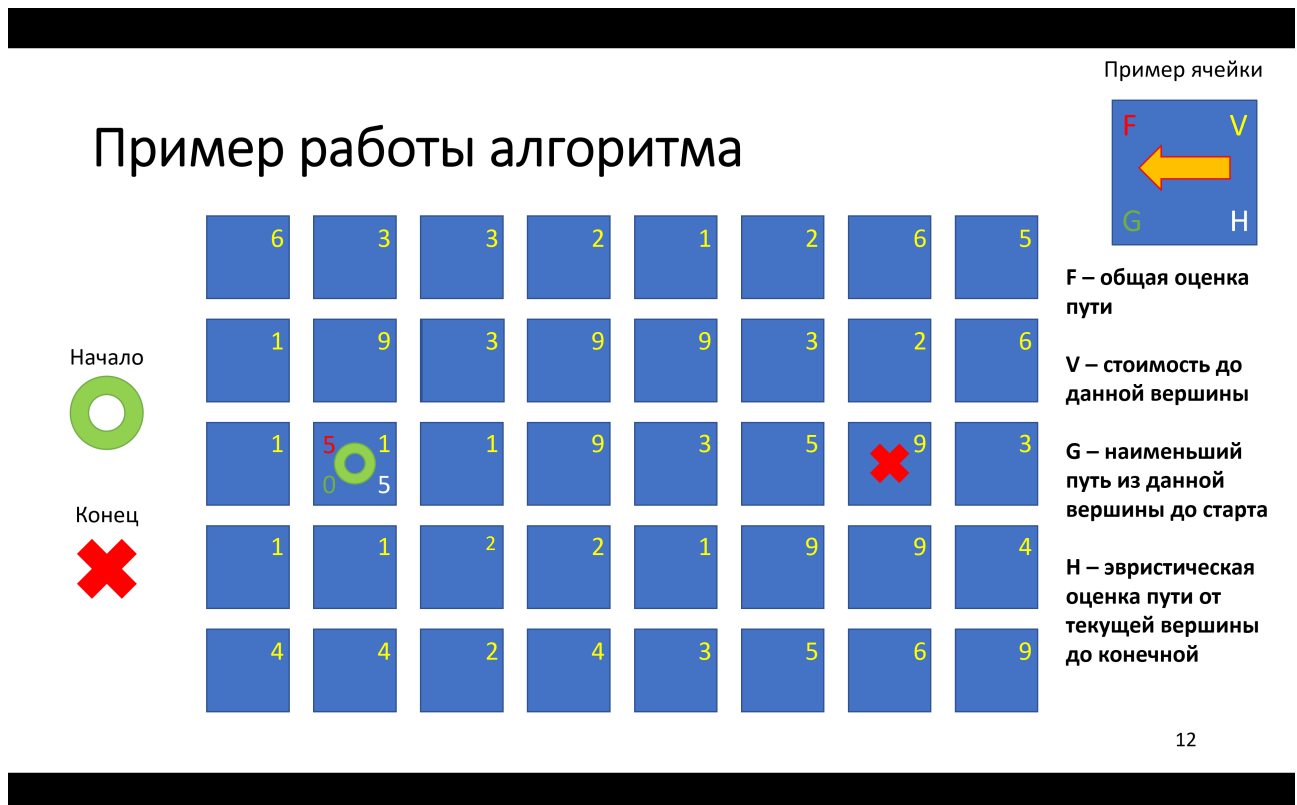 Пример ячейки
F V
G H
Пример работы алгоритма
6 3 3 2 1 2 6 5
1 9 3 9 9 3 2 6
1 5 1 1 9 3 5 9 3
0 5
1 1 2 2 1 9 9 4
4 4 2 4 3 5 6 9
Начало
Конец
F – общая оценка
пути
V – стоимость до
данной вершины
G – наименьший
путь из данной
вершины до старта
H – эвристическая
оценка пути от
текущей вершины
до конечной
12